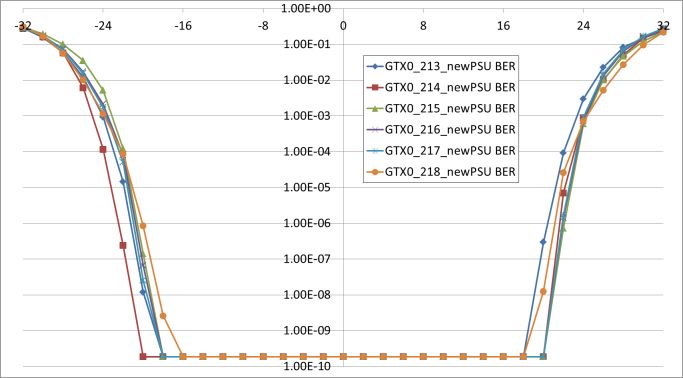 1.00E+00
-32 -24 -16 -8 0 8 16 24 32
1.00E-01
GTX0_213_newPSU BER
1.00E-02
GTX0_214_newPSU BER
1.00E-03
GTX0_215_newPSU BER
GTX0_216_newPSU BER
1.00E-04
GTX0_217_newPSU BER
GTX0_218_newPSU BER
1.00E-05
1.00E-06
1.00E-07
1.00E-08
1.00E-09
1.00E-10